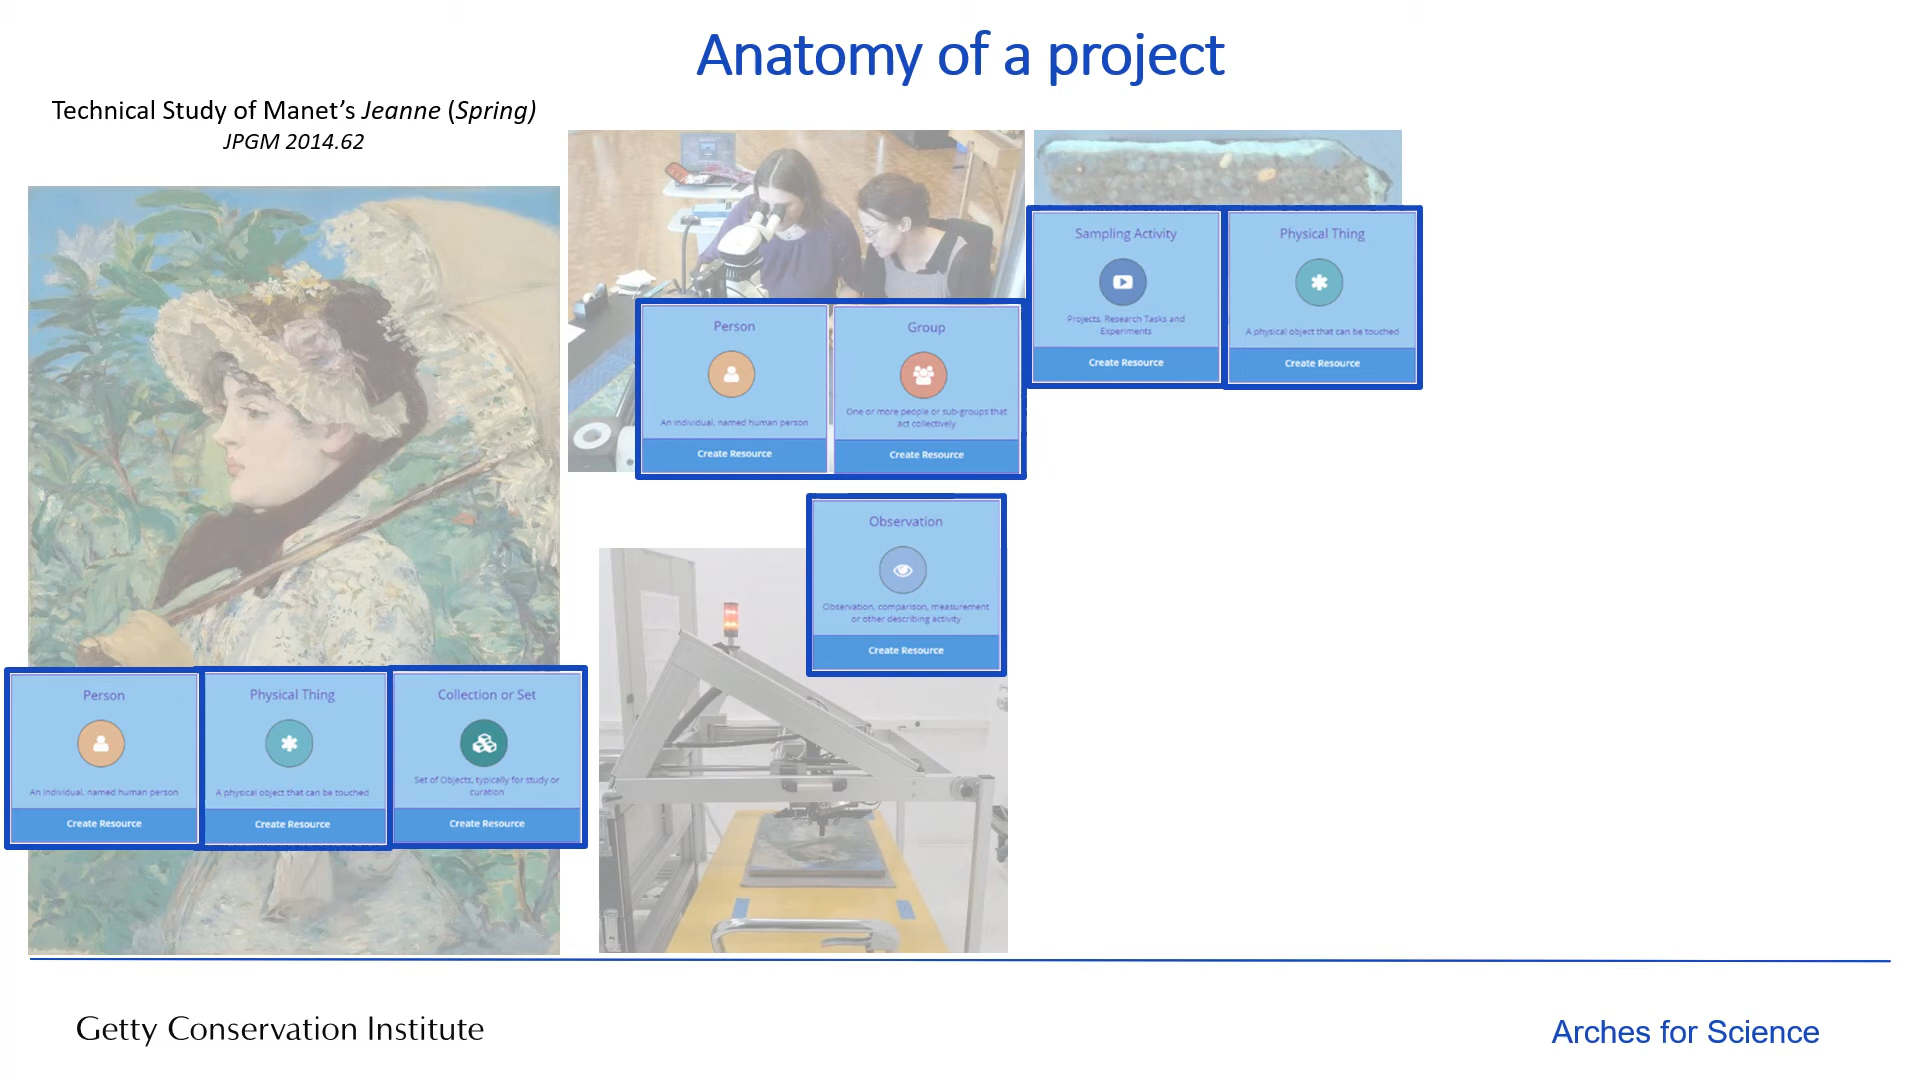 Anatomy of a project
Technical Study of Manet’s Jeanne (Spring)
JPGM 2014.62
Person
An individual, named human person
Create Resource
Group
One or more people or sub-groups that
act collectively
Create Resource
Sampling Activity
Projects, Research Tasks and
Experiments
Create Resource
Physical Thing
A physical object that can be touched
Create Resource
Observation
Observation, comparison, measurement
or other describing activity
Create Resource
Person
An individual, named human person
Create Resource
Physical Thing
A physical object that can be touched
Create Resource
Collection or Set
Set of Objects, typically for study or
curation
Create Resource
Getty Conservation Institute
Arches for Science